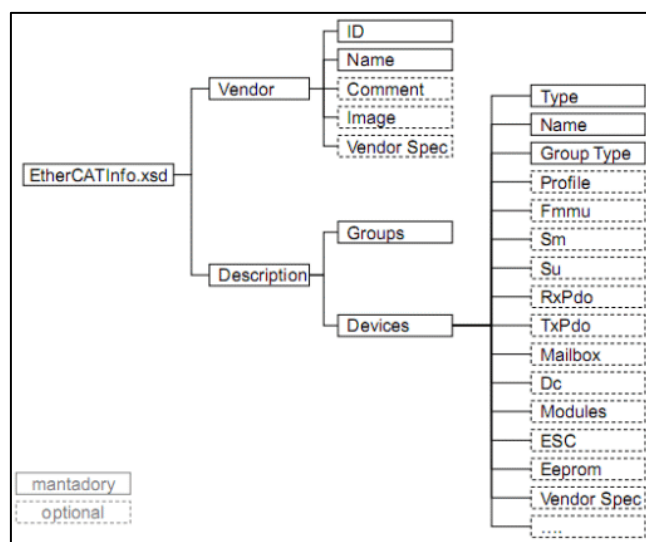 EtherCATInfo.xsd
Vendor
ID
Name
Comment
Image
Vendor Spec
Description
Groups
Devices
Type
Name
Group Type
Profile
Fmmu
Sm
Su
RxPdo
TxPdo
Mailbox
Dc
Modules
ESC
Eeprom
Vendor Spec
....
mantadory
optional